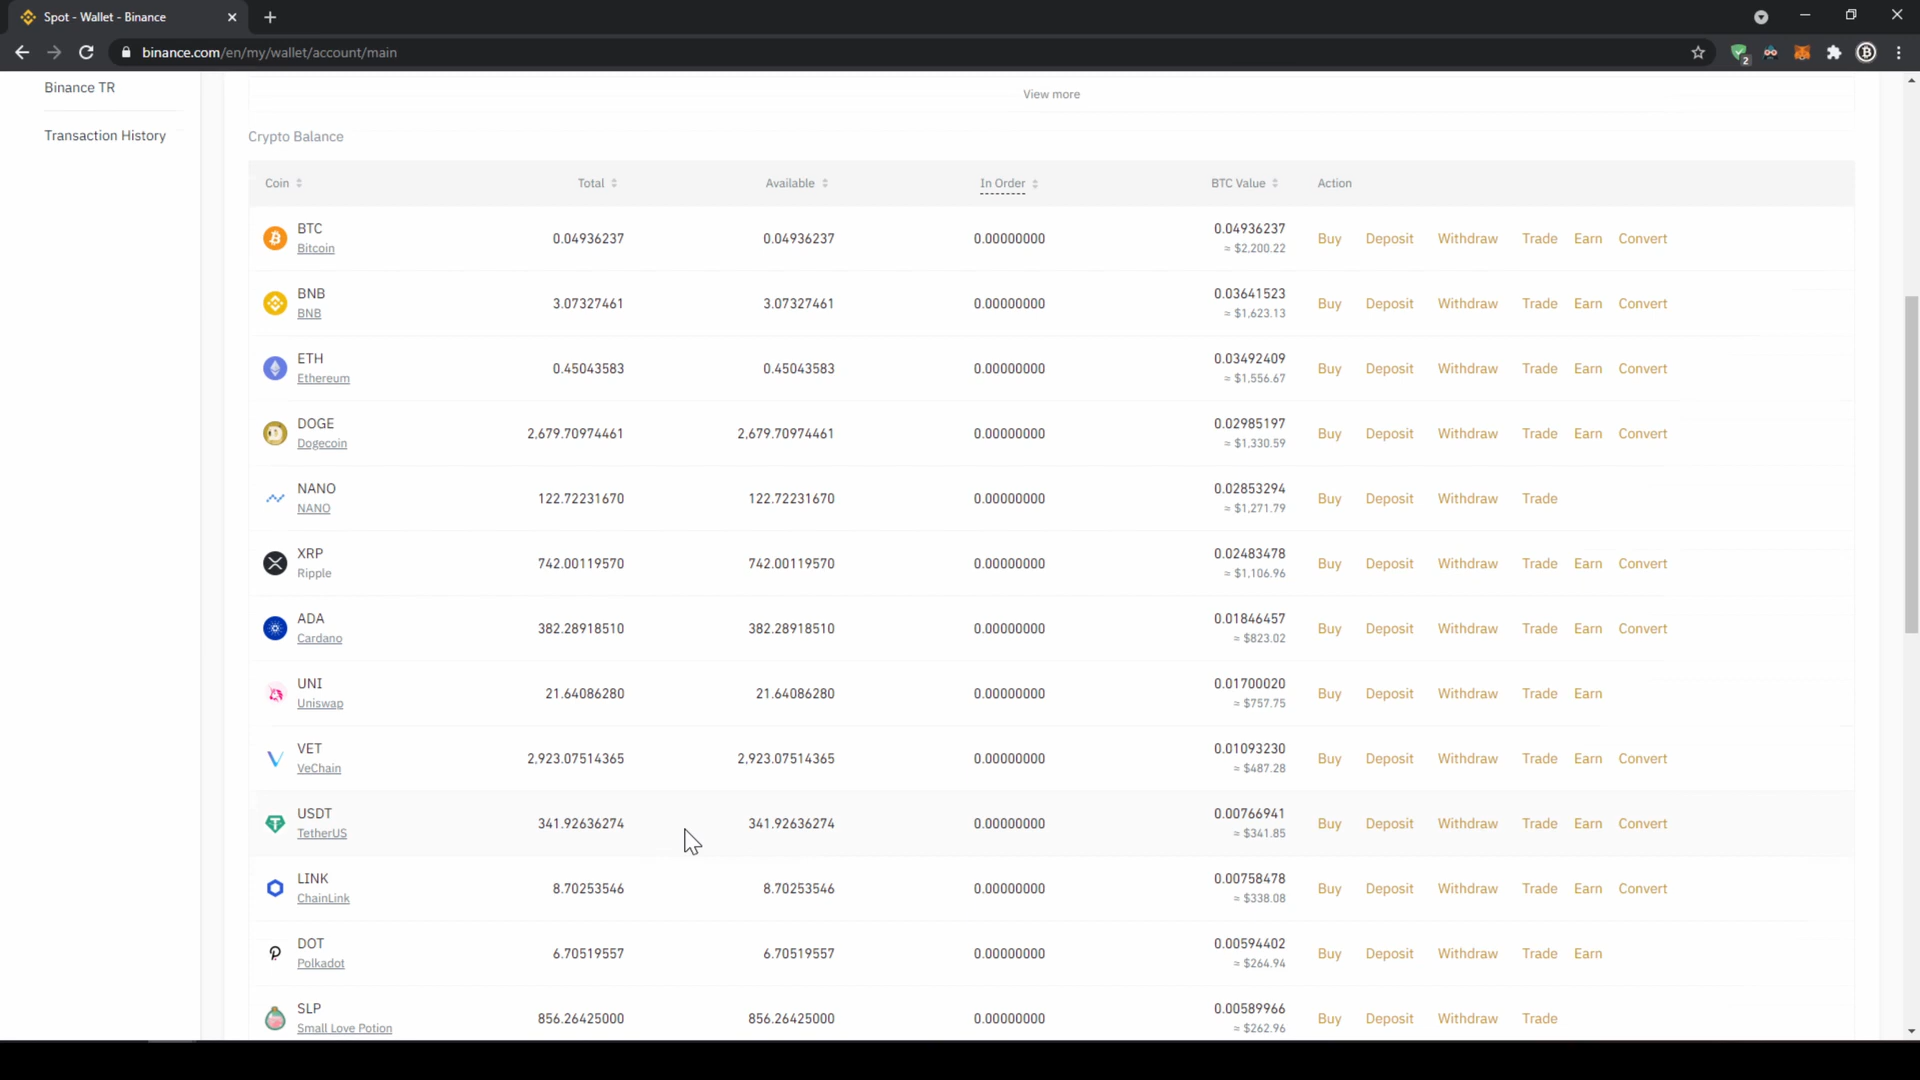 Spot - Wallet - Binance
binance.com/en/my/wallet/account/main
2
Binance TR
Transaction History
View more
Crypto Balance
Coin Total Available In Order BTC Value Action
BTC
Bitcoin
0.04936237 0.04936237 0.00000000 0.04936237
≈ $2,200.22
Buy Deposit Withdraw Trade Earn Convert
BNB
BNB
3.07327461 3.07327461 0.00000000 0.03641523
≈ $1,623.13
Buy Deposit Withdraw Trade Earn Convert
ETH
Ethereum
0.45043583 0.45043583 0.00000000 0.03492409
≈ $1,556.67
Buy Deposit Withdraw Trade Earn Convert
DOGE
Dogecoin
2,679.70974461 2,679.70974461 0.00000000 0.02985197
≈ $1,330.59
Buy Deposit Withdraw Trade Earn Convert
NANO
NANO
122.72231670 122.72231670 0.00000000 0.02853294
≈ $1,271.79
Buy Deposit Withdraw Trade
XRP
Ripple
742.00119570 742.00119570 0.00000000 0.02483478
≈ $1,106.96
Buy Deposit Withdraw Trade Earn Convert
ADA
Cardano
382.28918510 382.28918510 0.00000000 0.01846457
≈ $823.02
Buy Deposit Withdraw Trade Earn Convert
UNI
Uniswap
21.64086280 21.64086280 0.00000000 0.01700020
≈ $757.75
Buy Deposit Withdraw Trade Earn
VET
VeChain
2,923.07514365 2,923.07514365 0.00000000 0.01093230
≈ $487.28
Buy Deposit Withdraw Trade Earn Convert
USDT
TetherUS
341.92636274 341.92636274 0.00000000 0.00766941
≈ $341.85
Buy Deposit Withdraw Trade Earn Convert
LINK
ChainLink
8.70253546 8.70253546 0.00000000 0.00758478
≈ $338.08
Buy Deposit Withdraw Trade Earn Convert
DOT
Polkadot
6.70519557 6.70519557 0.00000000 0.00594402
≈ $264.94
Buy Deposit Withdraw Trade Earn
SLP
Small Love Potion
856.26425000 856.26425000 0.00000000 0.00589966
≈ $262.96
Buy Deposit Withdraw Trade